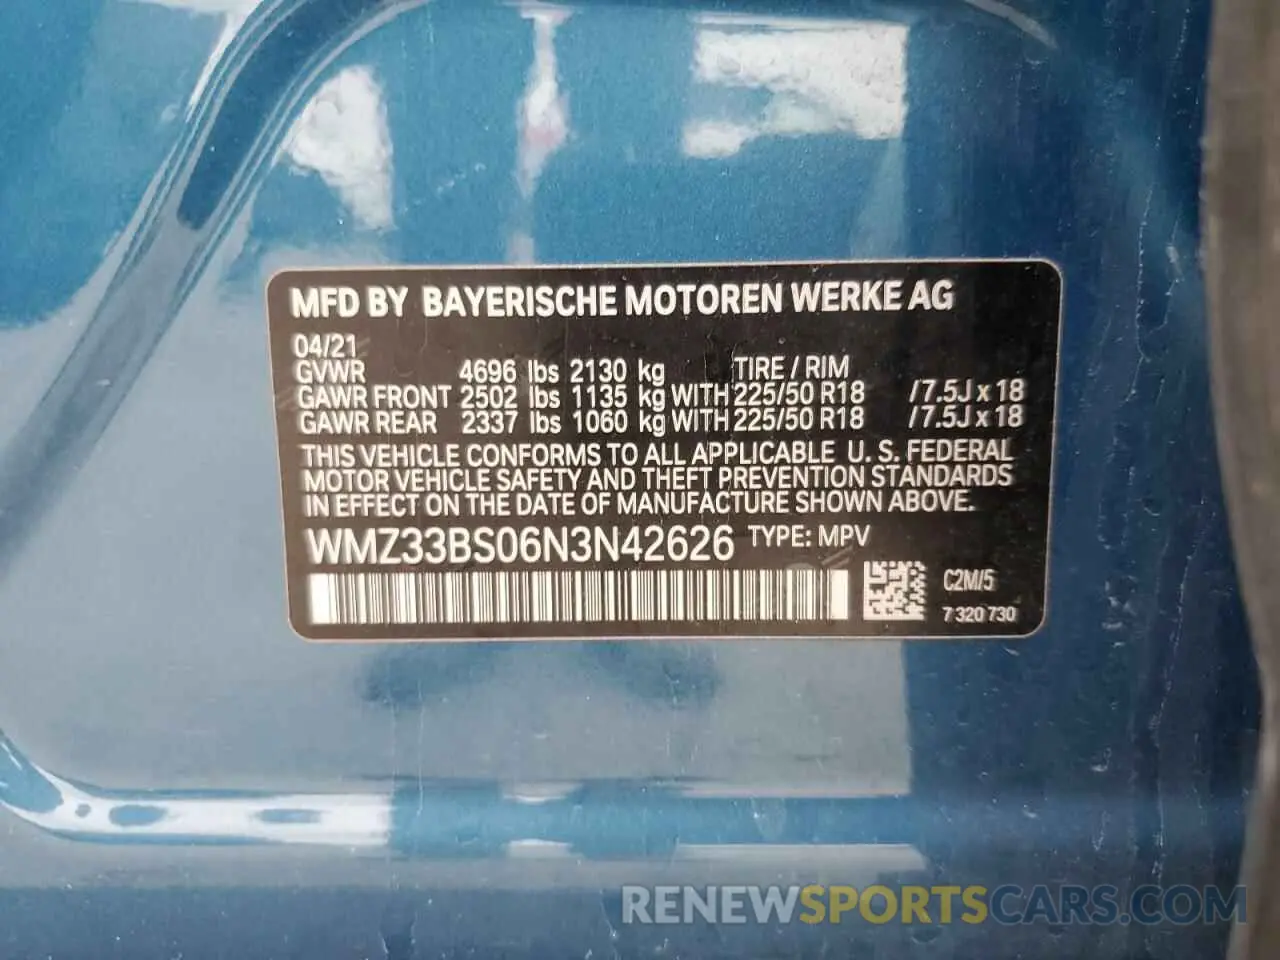 MFD BY BAYERISCHE MOTOREN WERKE AG
04/21
GVWR 4696 lbs 2130 kg TIRE / RIM
GAWR FRONT 2502 lbs 1135 kg WITH 225/50 R18 /7.5J x 18
GAWR REAR 2337 lbs 1060 kg WITH 225/50 R18 /7.5J x 18
THIS VEHICLE CONFORMS TO ALL APPLICABLE U. S. FEDERAL
MOTOR VEHICLE SAFETY AND THEFT PREVENTION STANDARDS
IN EFFECT ON THE DATE OF MANUFACTURE SHOWN ABOVE.
WMZ33BS06N3N42626 TYPE: MPV
C2M/5
7 320 730
RENEWSPORTSCARS.COM